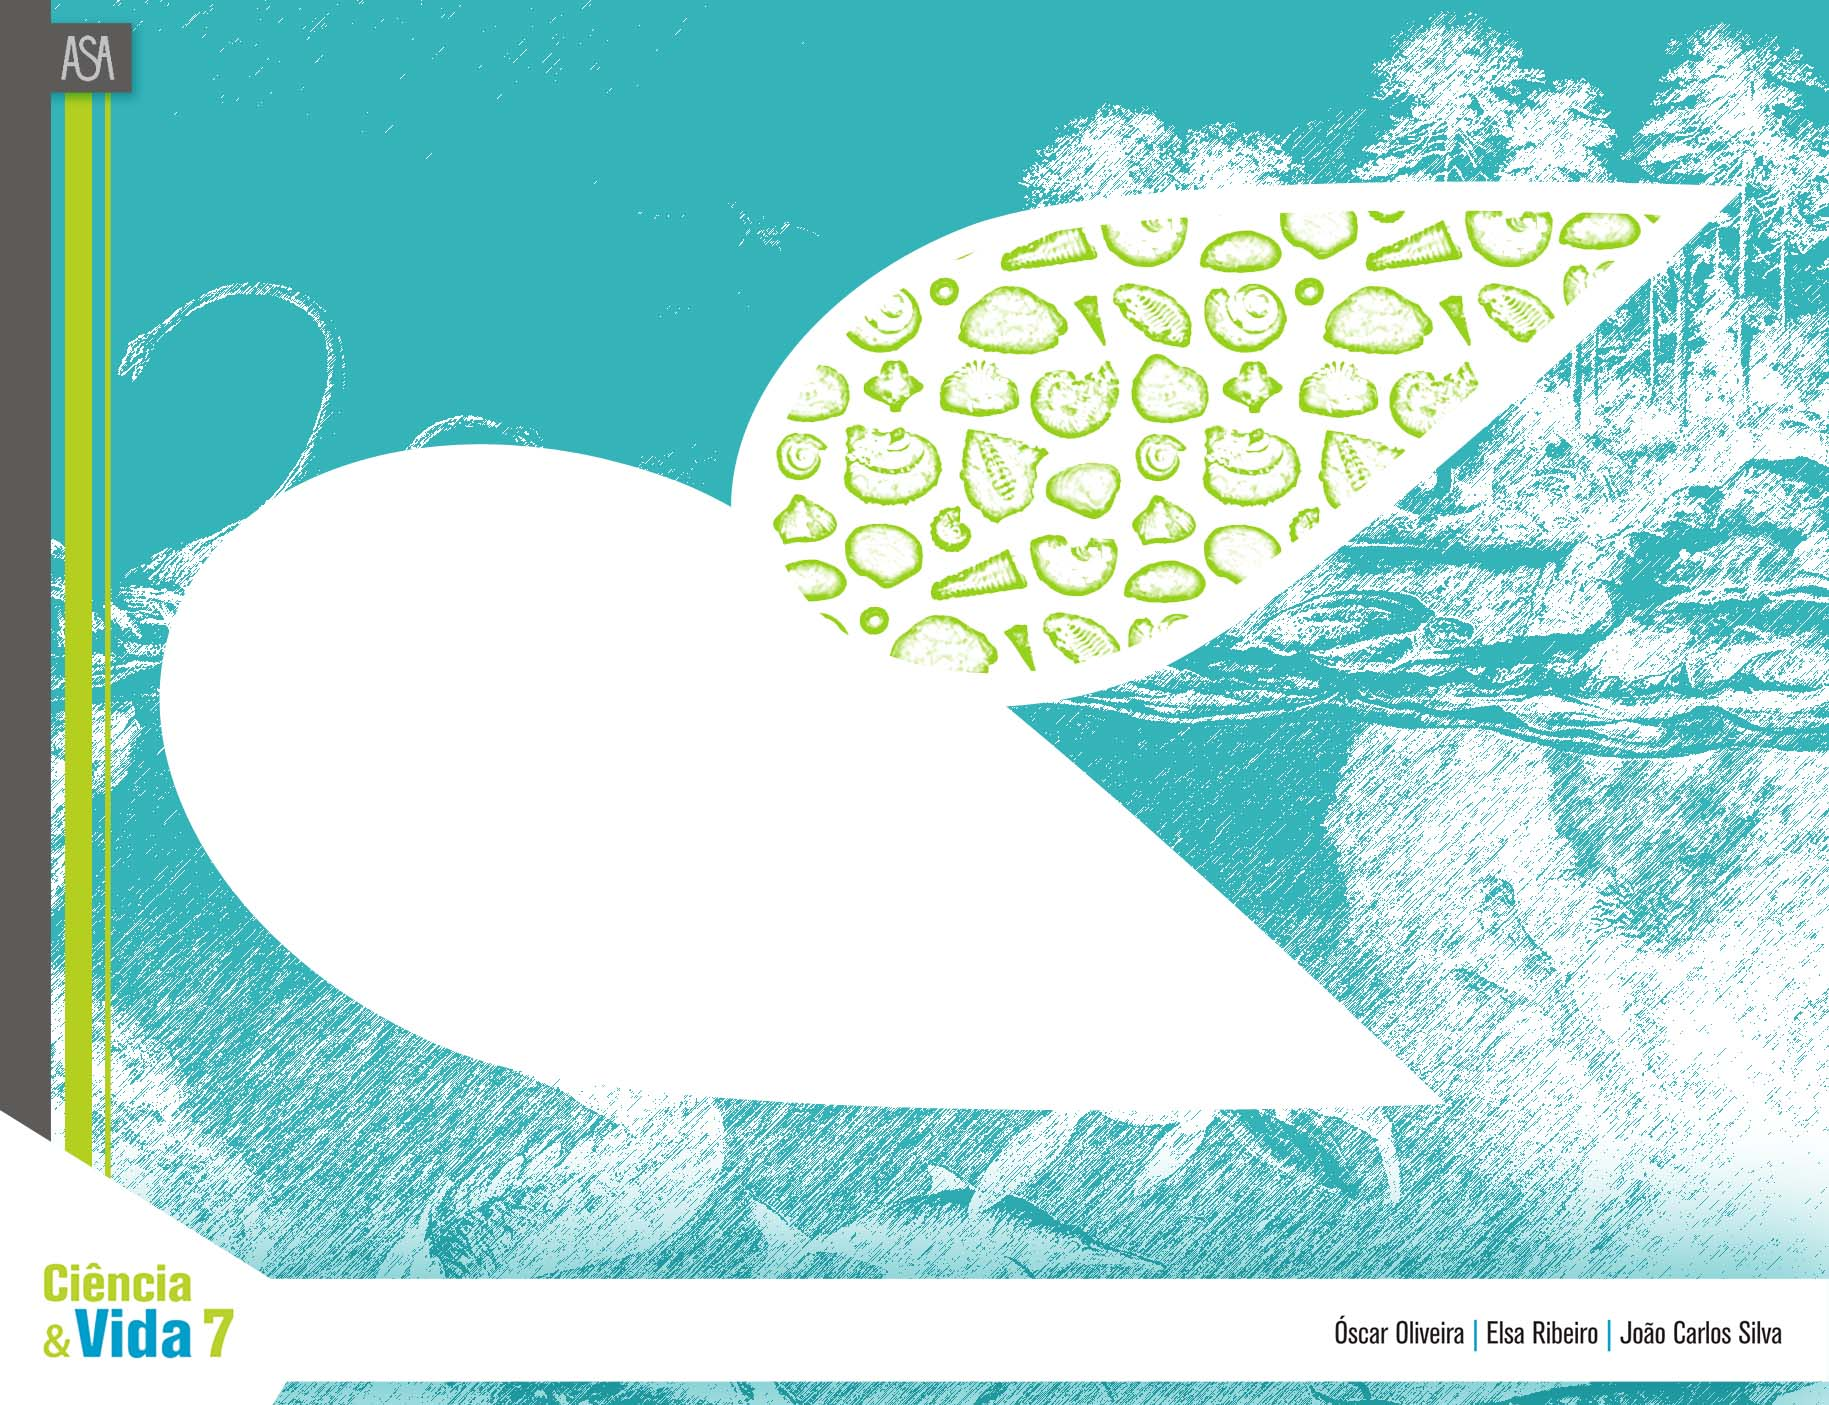 ASA
Ciência
&Vida 7
Óscar Oliveira | Elsa Ribeiro | João Carlos Silva